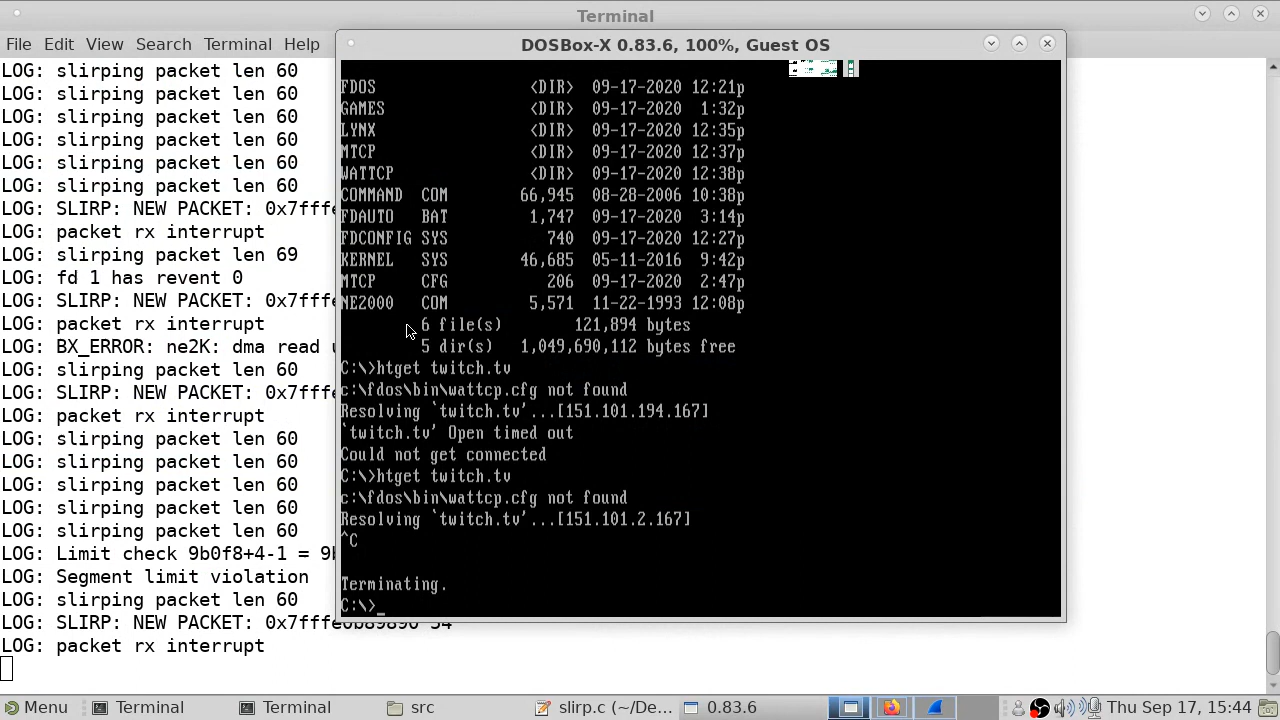 Terminal
File Edit View Search Terminal Help
LOG: slirping packet len 60
LOG: slirping packet len 60
LOG: slirping packet len 60
LOG: slirping packet len 60
LOG: slirping packet len 60
LOG: slirping packet len 60
LOG: SLIRP: NEW PACKET: 0x7fffe
LOG: packet rx interrupt
LOG: slirping packet len 69
LOG: fd 1 has revent 0
LOG: SLIRP: NEW PACKET: 0x7fffe
LOG: packet rx interrupt
LOG: BX_ERROR: ne2K: dma read
LOG: slirping packet len 60
LOG: SLIRP: NEW PACKET: 0x7fffe
LOG: packet rx interrupt
LOG: slirping packet len 60
LOG: slirping packet len 60
LOG: slirping packet len 60
LOG: slirping packet len 60
LOG: slirping packet len 60
LOG: Limit check 9b0f8+4-1 =
LOG: Segment limit violation
LOG: slirping packet len 60
LOG: SLIRP: NEW PACKET:
LOG: packet rx interrupt
DOSBox-X 0.83.6, 100%, Guest OS
FDOS <DIR> 09-17-2020 12:21p
GAMES <DIR> 09-17-2020 1:32p
LYNX <DIR> 09-17-2020 12:35p
MTCP <DIR> 09-17-2020 12:37p
WATTCP <DIR> 09-17-2020 12:38p
COMMAND COM 66,945 08-28-2006 10:38p
FDAUTO BAT 1,747 09-17-2020 3:14p
FDCONFIG SYS 740 09-17-2020 12:27p
KERNEL SYS 46,685 05-11-2016 9:42p
MTCP CFG 206 09-17-2020 2:47p
NE2000 COM 5,571 11-22-1993 12:08p
6 file(s) 121,894 bytes
5 dir(s) 1,049,690,112 bytes free
C:\>htget twitch.tv
c:\fdos\bin\wattcp.cfg not found
Resolving `twitch.tv'...[151.101.194.167]
`twitch.tv' Open timed out
Could not get connected
C:\>htget twitch.tv
c:\fdos\bin\wattcp.cfg not found
Resolving `twitch.tv'...[151.101.2.167]
^C
Terminating.
C:\>_
Menu Terminal Terminal src slirp.c (~/De... 0.83.6 Thu Sep 17, 15:44